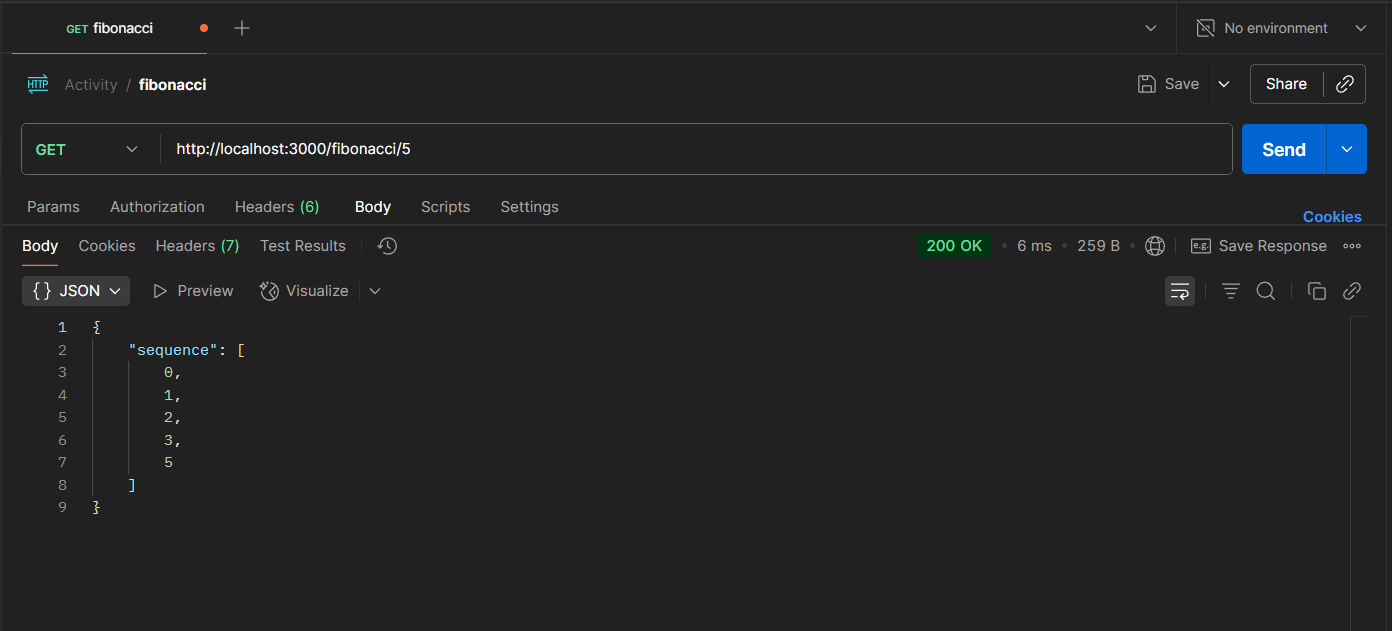 GET fibonacci
No environment
HTTP Activity / fibonacci
Save
Share
GET http://localhost:3000/fibonacci/5
Send
Params Authorization Headers (6) Body Scripts Settings
Cookies
Body Cookies Headers (7) Test Results
200 OK • 6 ms • 259 B • e.g. Save Response
{ } JSON Preview Visualize
1 {
2 "sequence": [
3 0,
4 1,
5 2,
6 3,
7 5
8 ]
9 }